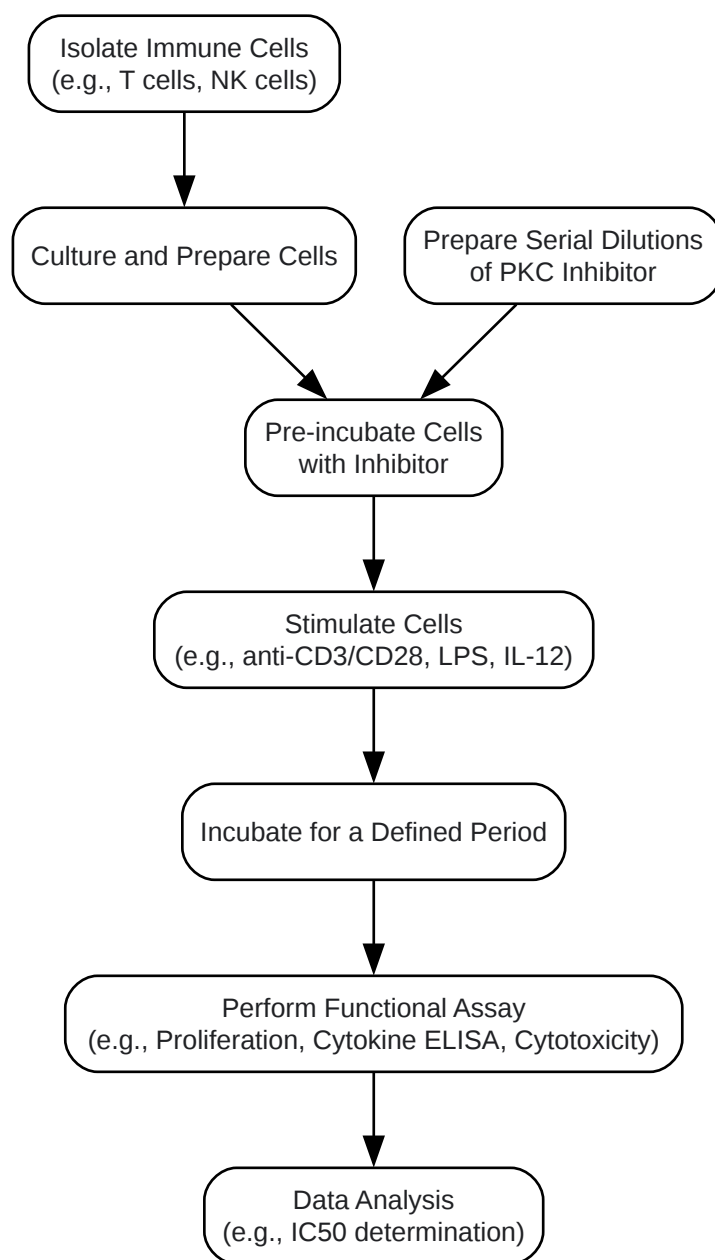 Isolate Immune Cells
(e.g., T cells, NK cells)
Culture and Prepare Cells
Prepare Serial Dilutions
of PKC Inhibitor
Pre-incubate Cells
with Inhibitor
Stimulate Cells
(e.g., anti-CD3/CD28, LPS, IL-12)
Incubate for a Defined Period
Perform Functional Assay
(e.g., Proliferation, Cytokine ELISA, Cytotoxicity)
Data Analysis
(e.g., IC50 determination)